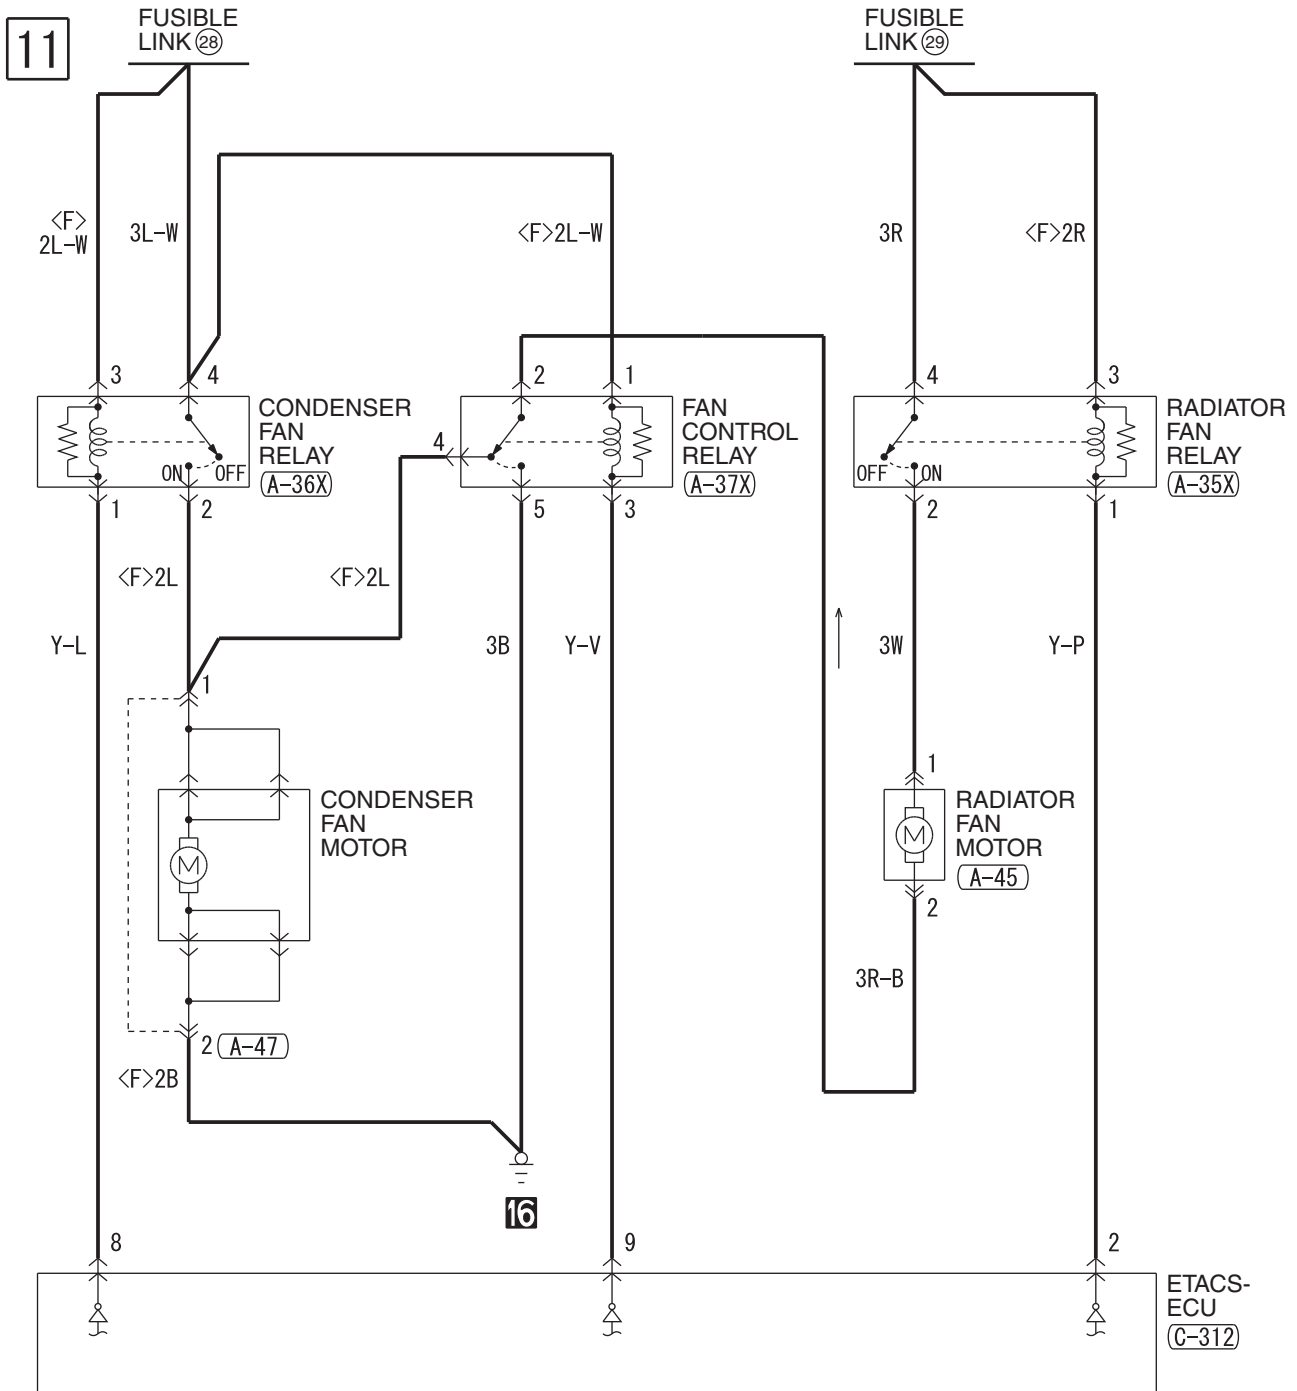 11
FUSIBLE
LINK 28
FUSIBLE
LINK 29
<F>
2L-W
3L-W
<F>2L-W
3R
<F>2R
3
4
2
1
4
3
CONDENSER
FAN
RELAY
A-36X
ON
OFF
4
FAN
CONTROL
RELAY
A-37X
OFF
ON
RADIATOR
FAN
RELAY
A-35X
1
2
5
3
2
1
<F>2L
<F>2L
Y-L
3B
Y-V
3W
Y-P
1
CONDENSER
FAN
MOTOR
M
1
RADIATOR
FAN
MOTOR
A-45
M
2
3R-B
2
A-47
<F>2B
16
8
9
2
ETACS-
ECU
C-312